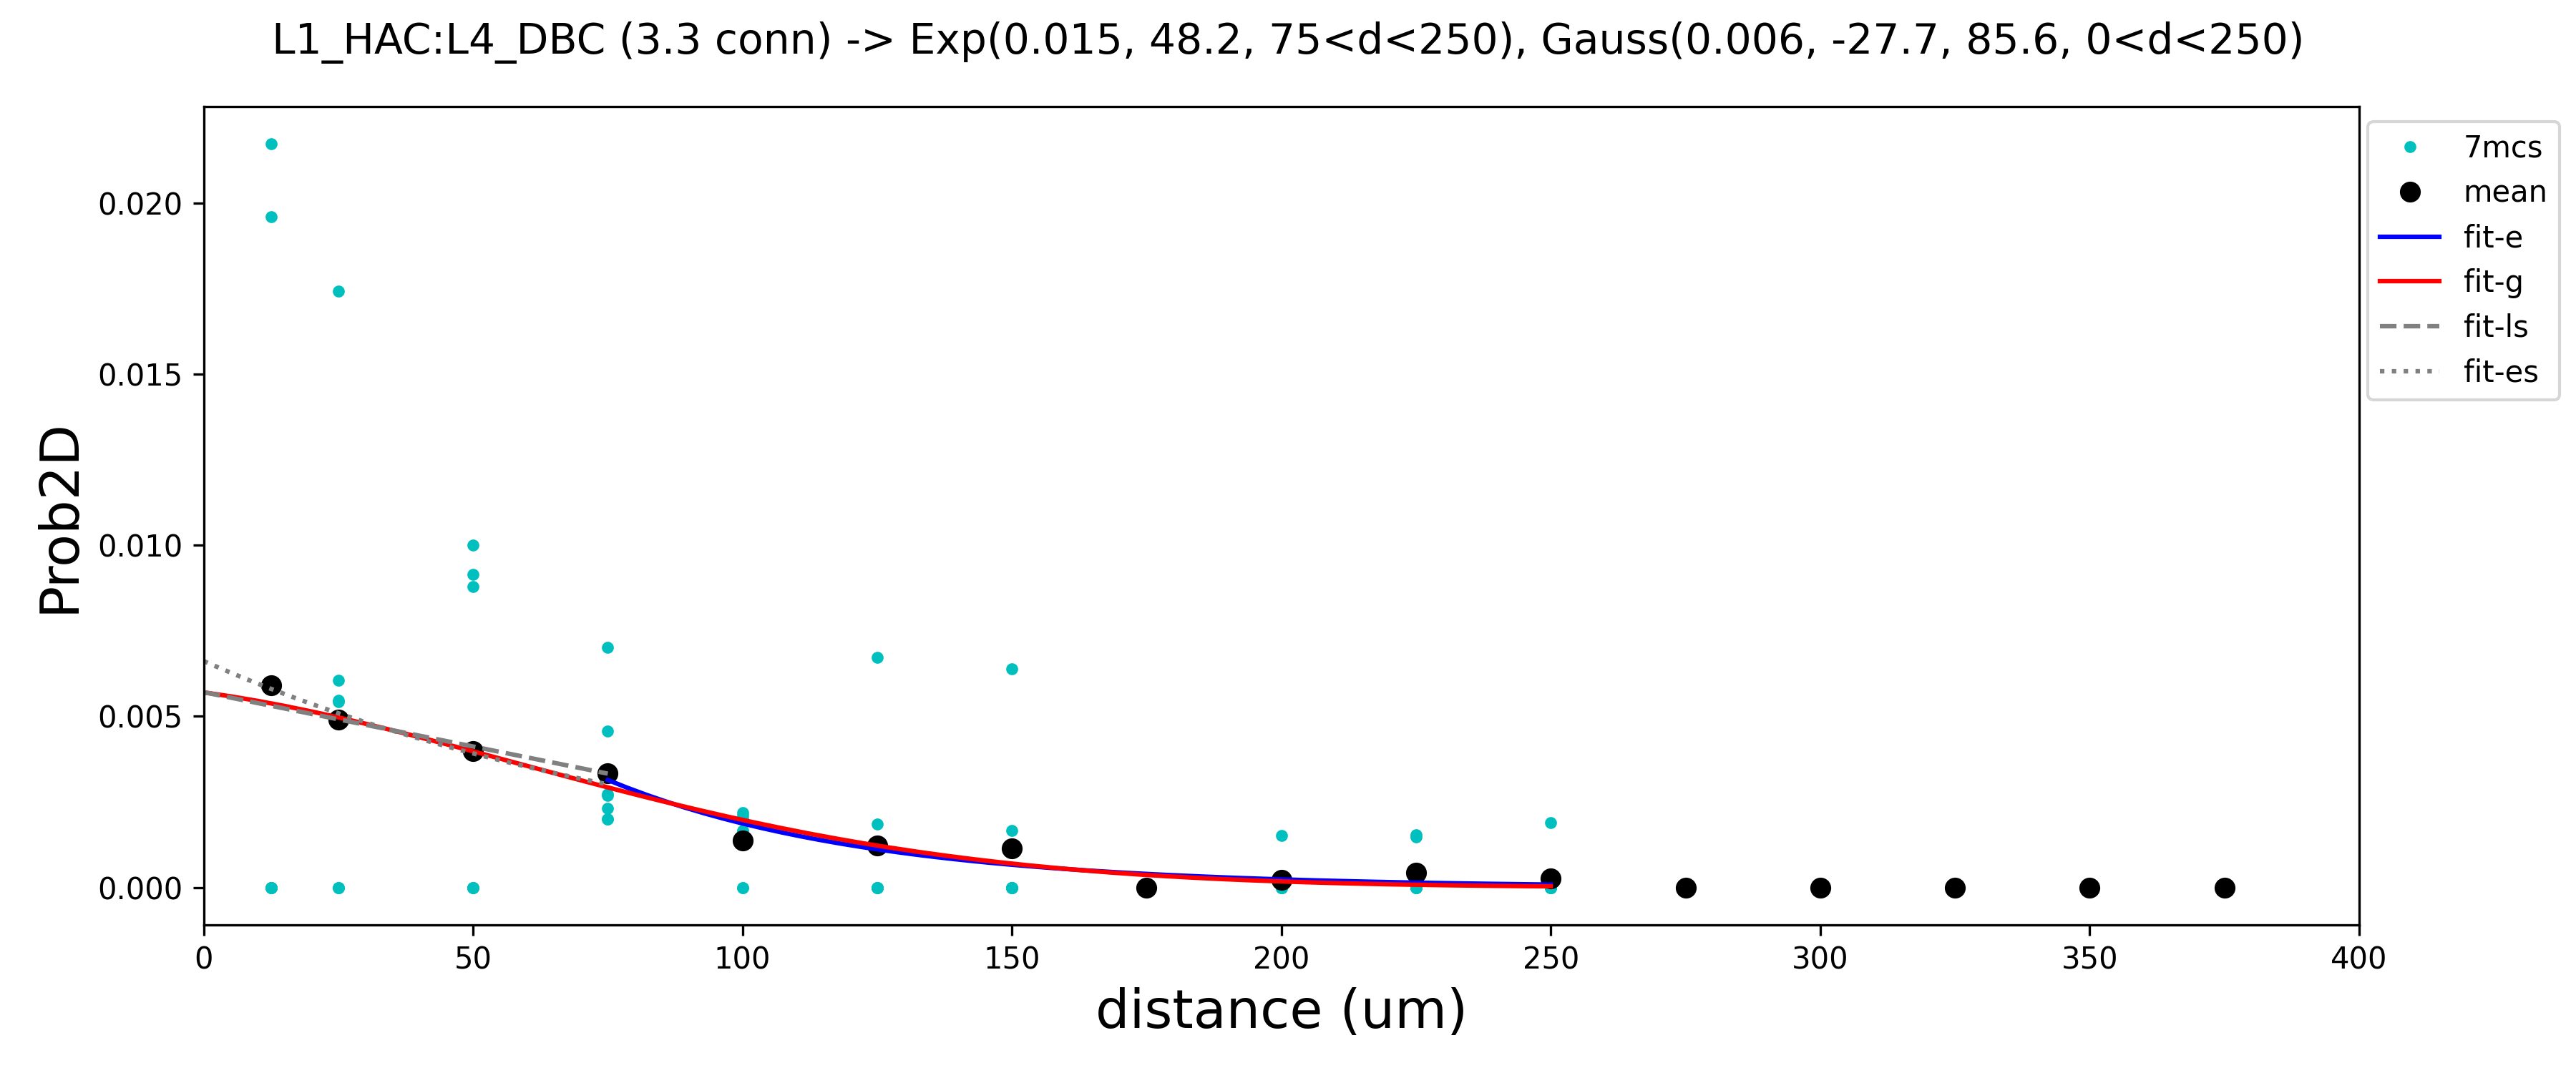 L1_HAC:L4_DBC (3.3 conn) -> Exp(0.015, 48.2, 75<d<250), Gauss(0.006, -27.7, 85.6, 0<d<250)
7mcs
mean
fit-e
fit-g
fit-ls
fit-es
Prob2D
0.020
0.015
0.010
0.005
0.000
0 50 100 150 200 250 300 350 400
distance (um)